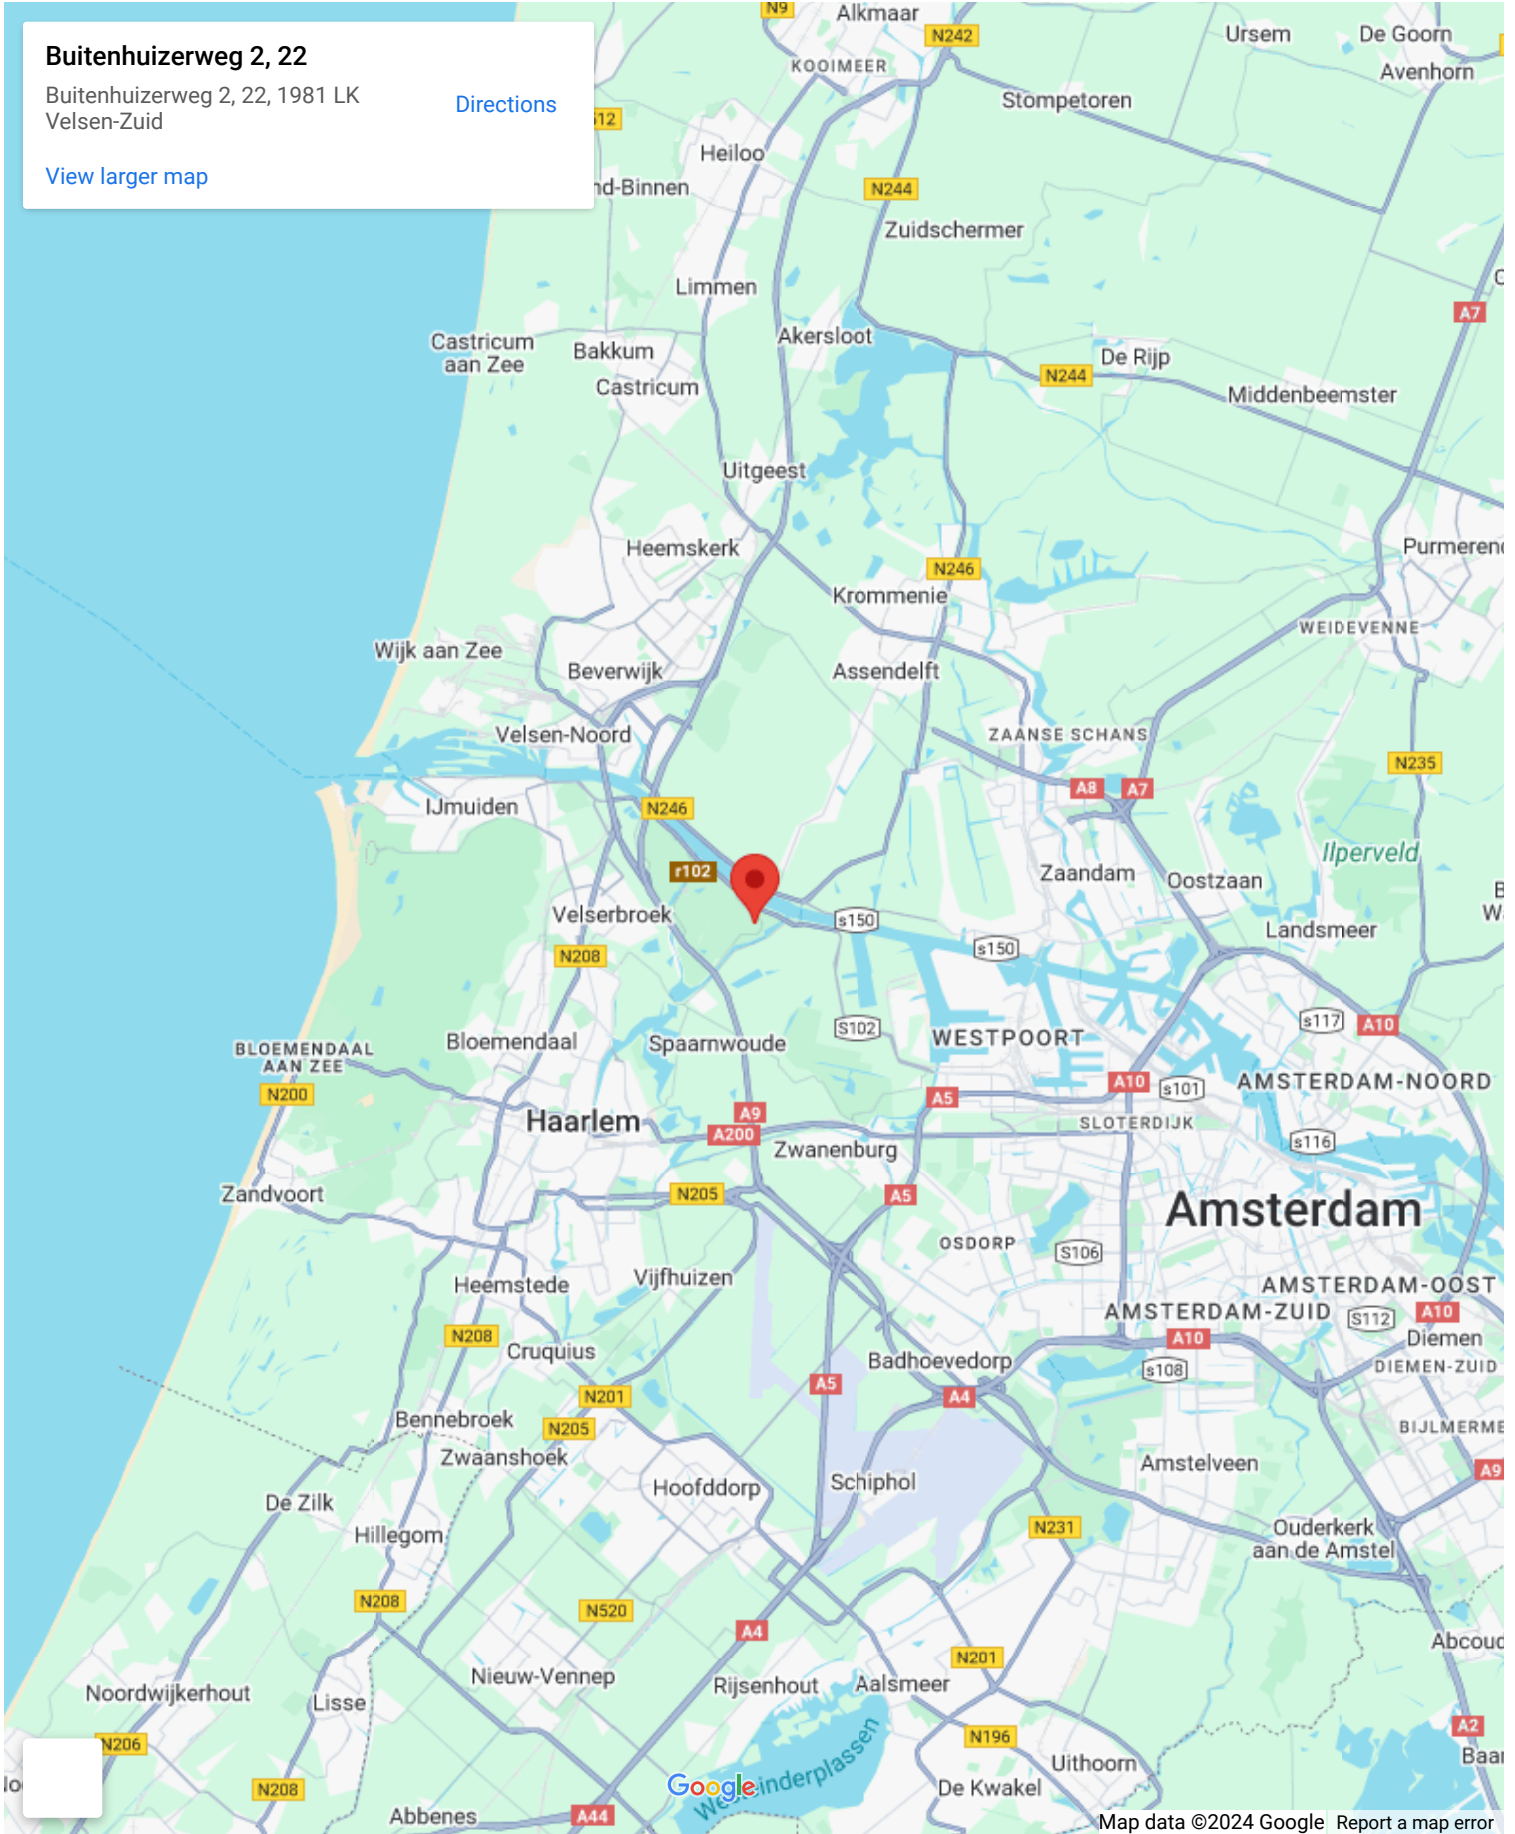 Buitenhuizerweg 2, 22
Buitenhuizerweg 2, 22, 1981 LK
Velsen-Zuid
Directions
View larger map
N9
Alkmaar
N242
Ursem
De Goorn
KOOIMEER
Avenhorn
Stompetoren
512
Heiloo
nd-Binnen
N244
Zuidschermer
Limmen
A7
Castricum
aan Zee
Bakkum
Akersloot
De Rijp
N244
Castricum
Middenbeemster
Uitgeest
Heemskerk
Purmerend
N246
Krommenie
WEIDEVENNE
Wijk aan Zee
Beverwijk
Assendelft
Velsen-Noord
ZAANSE SCHANS
N235
A8
A7
IJmuiden
N246
Ilperveld
r102
Zaandam
Oostzaan
Velserbroek
s150
Landsmeer
N208
s150
s117
A10
Bloemendaal
Spaarnwoude
S102
WESTPOORT
BLOEMENDAAL
AAN ZEE
N200
A10
s101
AMSTERDAM-NOORD
A5
Haarlem
A9
A200
SLOTERDIJK
s116
Zwanenburg
Zandvoort
N205
A5
Amsterdam
OSDORP
S106
Heemstede
Vijfhuizen
AMSTERDAM-OOST
AMSTERDAM-ZUID
S112
A10
N208
A10
Diemen
Cruquius
Badhoevedorp
s108
DIEMEN-ZUID
A5
A4
N201
Bennebroek
N205
BIJLMERME
Zwaanshoek
Amstelveen
A9
Hoofddorp
Schiphol
De Zilk
Hillegom
N231
Ouderkerk
aan de Amstel
N208
N520
A4
Abcoud
N201
Nieuw-Vennep
Rijsenhout
Aalsmeer
Noordwijkerhout
Lisse
A2
N206
N196
Baar
Westeinderplassen
Uithoorn
N208
Google
De Kwakel
Abbenes
A44
Map data ©2024 Google
Report a map error